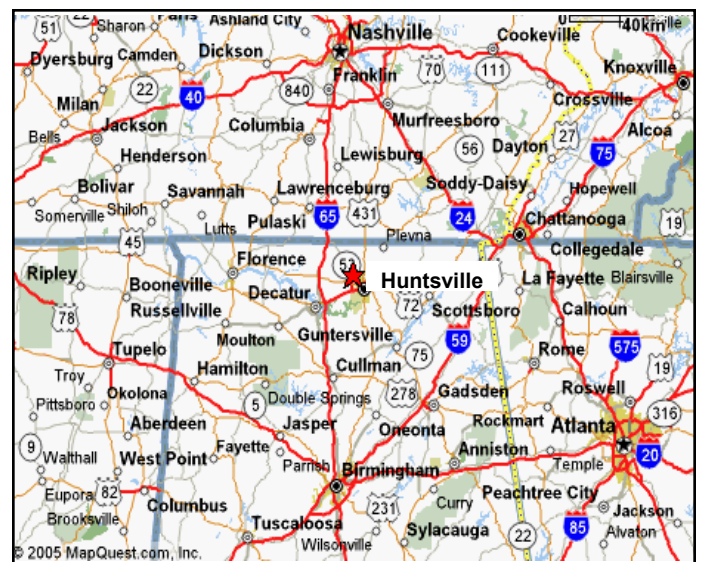 51
22
Sharon
Paris
Ashland City
Nashville
Cookeville
40km
Dyersburg
Camden
Dickson
Franklin
70
111
Knoxville
22
40
840
Crossville
Milan
Columbia
Murfreesboro
27
Alcoa
Bells
Jackson
56
Dayton
75
Henderson
Lewisburg
Bolivar
Savannah
Lawrenceburg
Soddy-Daisy
Hopewell
Somerville
Shiloh
Lutts
Pulaski
65
431
24
Chattanooga
19
45
Plevna
Collegedale
Ripley
Florence
53
Huntsville
La Fayette
Blairsville
Booneville
Decatur
72
Scottsboro
78
Russellville
Calhoun
Moulton
Guntersville
59
575
Tupelo
75
Rome
Troy
Hamilton
Cullman
19
Okolona
278
Gadsden
Roswell
Pittsboro
5
Double Springs
Rockmart
316
Aberdeen
Jasper
Oneonta
Atlanta
9
Walthall
West Point
Fayette
Parrish
Birmingham
Anniston
Temple
20
Eupora
82
Columbus
Curry
Peachtree City
Brooksville
231
Jackson
Tuscaloosa
Sylacauga
22
85
Alvaton
Wilsonville
© 2005 MapQuest.com, Inc.